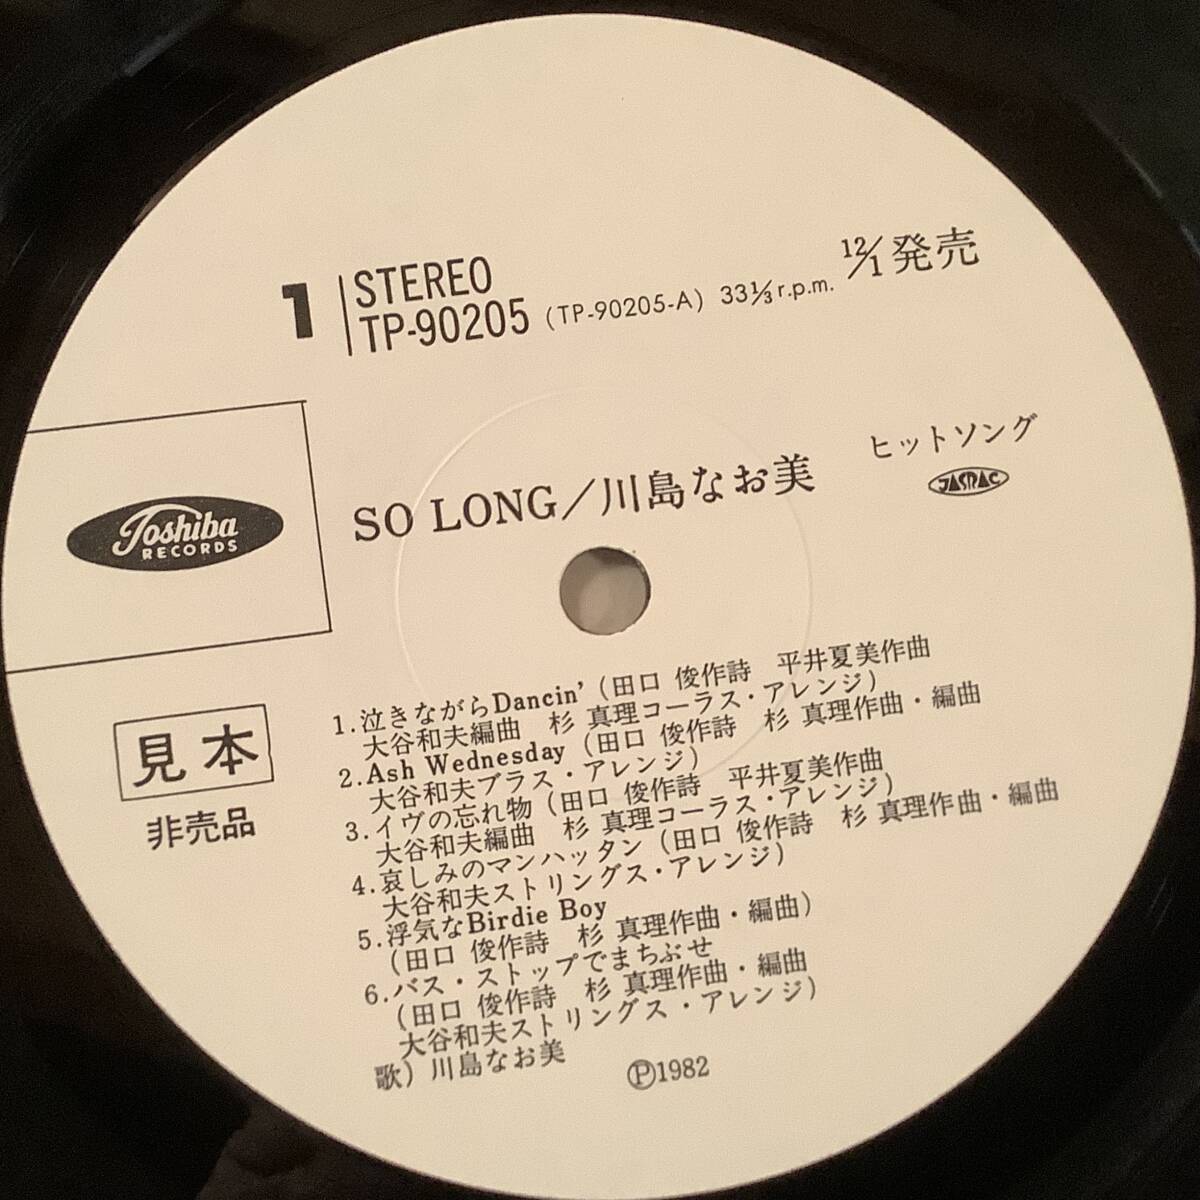 1
STEREO
TP-90205 (TP-90205-A) 33⅓ r.p.m. 12/1 発売
Toshiba
RECORDS
SO LONG/川島なお美
ヒットソング
JASRAC
見本
非売品
1.泣きながらDancin' (田口 俊作詩 平井夏美作曲
大谷和夫編曲 杉 真理コーラス・アレンジ)
2.Ash Wednesday (田口 俊作詩 杉 真理作曲・編曲
大谷和夫ブラス・アレンジ)
3.イヴの忘れ物 (田口 俊作詩 平井夏美作曲
大谷和夫編曲 杉 真理コーラス・アレンジ)
4.哀しみのマンハッタン (田口 俊作詩 杉 真理作曲・編曲
大谷和夫ストリングス・アレンジ)
5.浮気なBirdie Boy
(田口 俊作詩 杉 真理作曲・編曲)
6.バス・ストップでまちぶせ
(田口 俊作詩 杉 真理作曲・編曲
大谷和夫ストリングス・アレンジ)
歌) 川島なお美
Ⓟ1982